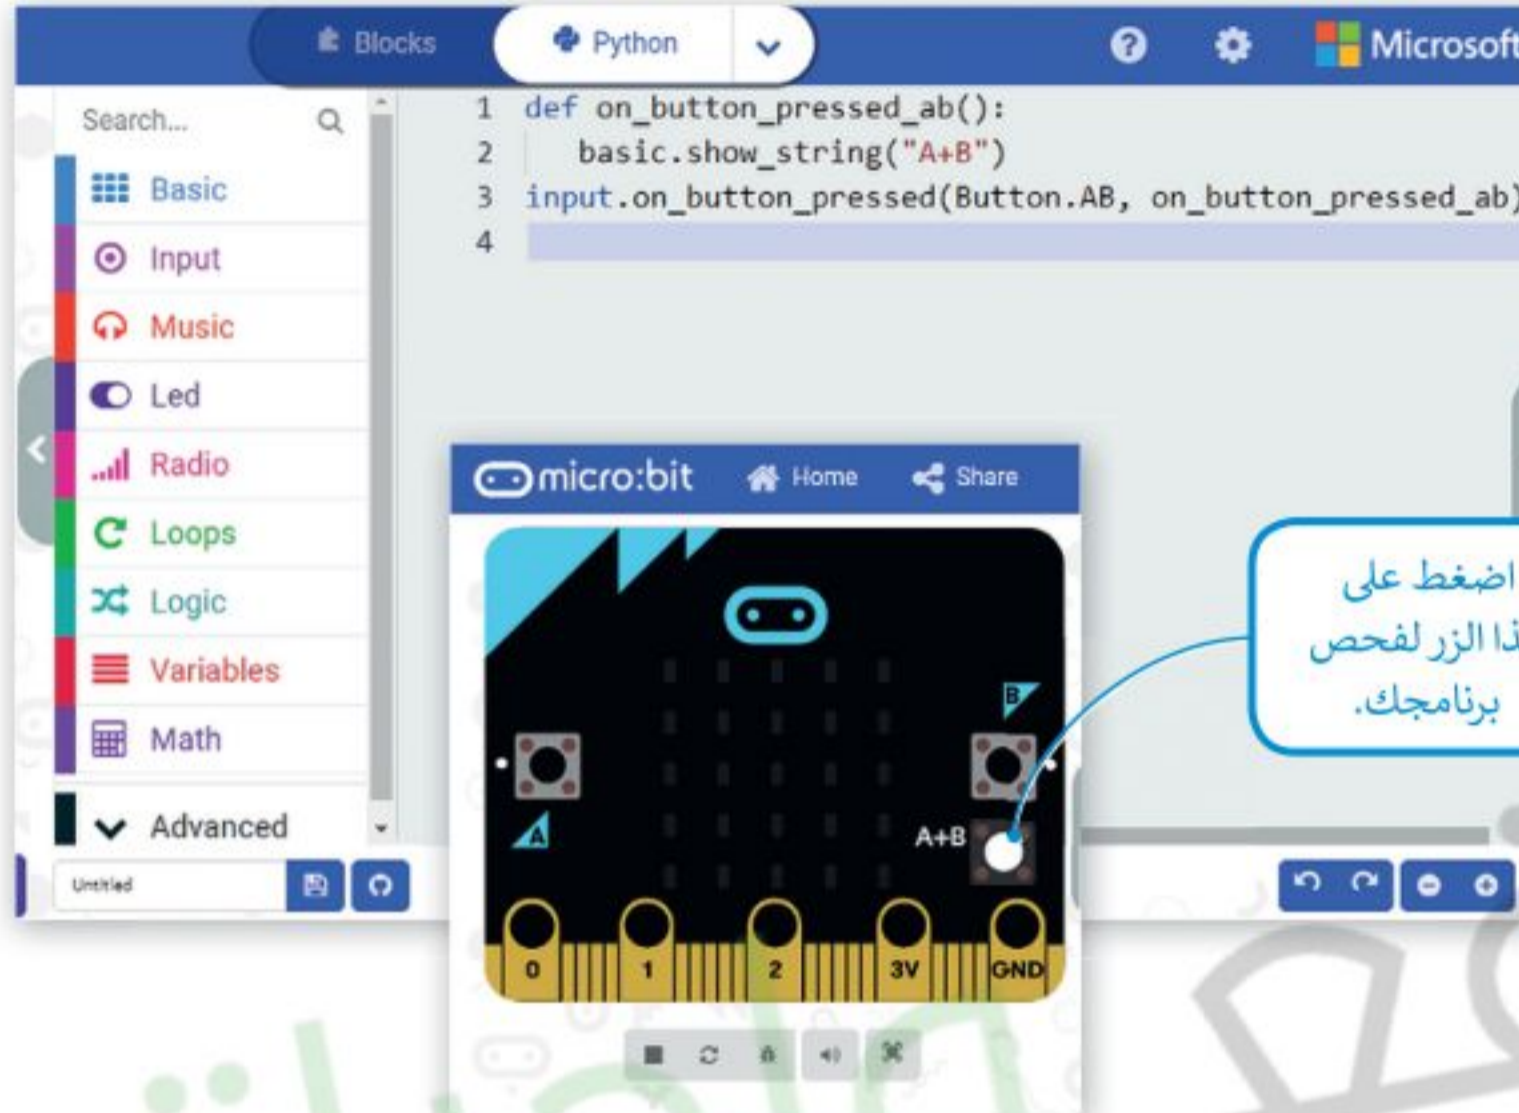 Blocks Python Microsoft
Search...
Basic
Input
Music
Led
Radio
Loops
Logic
Variables
Math
Advanced
Untitled
1 def on_button_pressed_ab():
2 basic.show_string("A+B")
3 input.on_button_pressed(Button.AB, on_button_pressed_ab)
4
micro:bit Home Share
B
A
A+B
0 1 2 3V GND
اضغط على
ذا الزر لفحص
برنامجك.